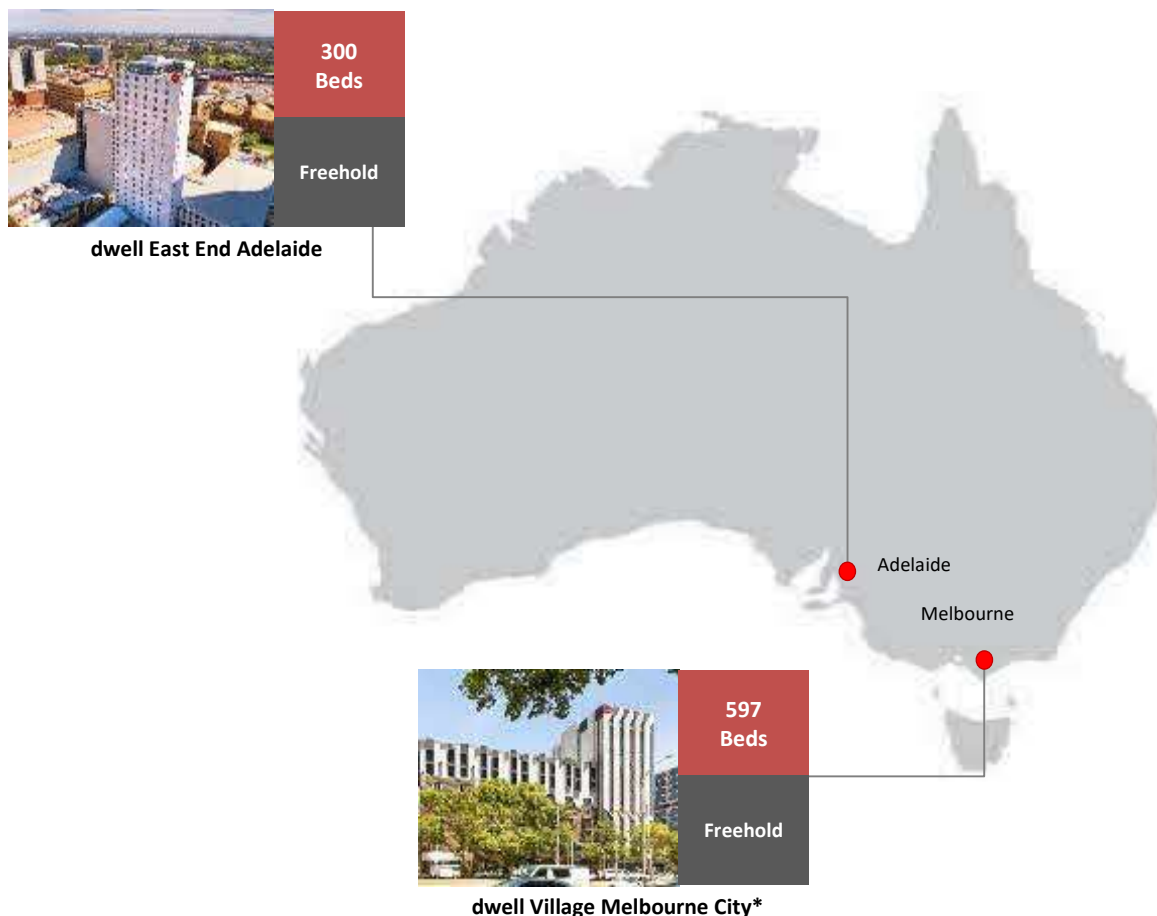 300
Beds
Freehold
dwell East End Adelaide
Adelaide
Melbourne
597
Beds
Freehold
dwell Village Melbourne City*